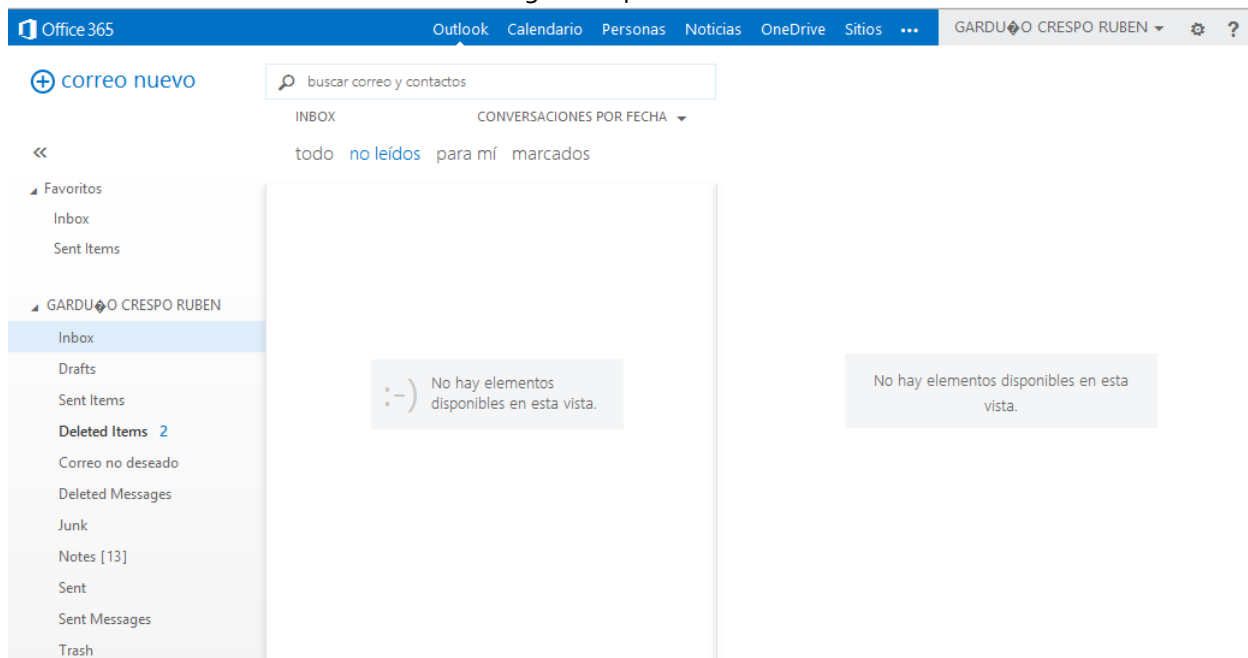 Office 365
Outlook Calendario Personas Noticias OneDrive Sitios ••• GARDU�O CRESPO RUBEN ?
correo nuevo
buscar correo y contactos
INBOX CONVERSACIONES POR FECHA
todo no leídos para mí marcados
Favoritos
Inbox
Sent Items
GARDU�O CRESPO RUBEN
Inbox
Drafts
Sent Items
Deleted Items 2
Correo no deseado
Deleted Messages
Junk
Notes [13]
Sent
Sent Messages
Trash
:-)
No hay elementos
disponibles en esta vista.
No hay elementos disponibles en esta
vista.